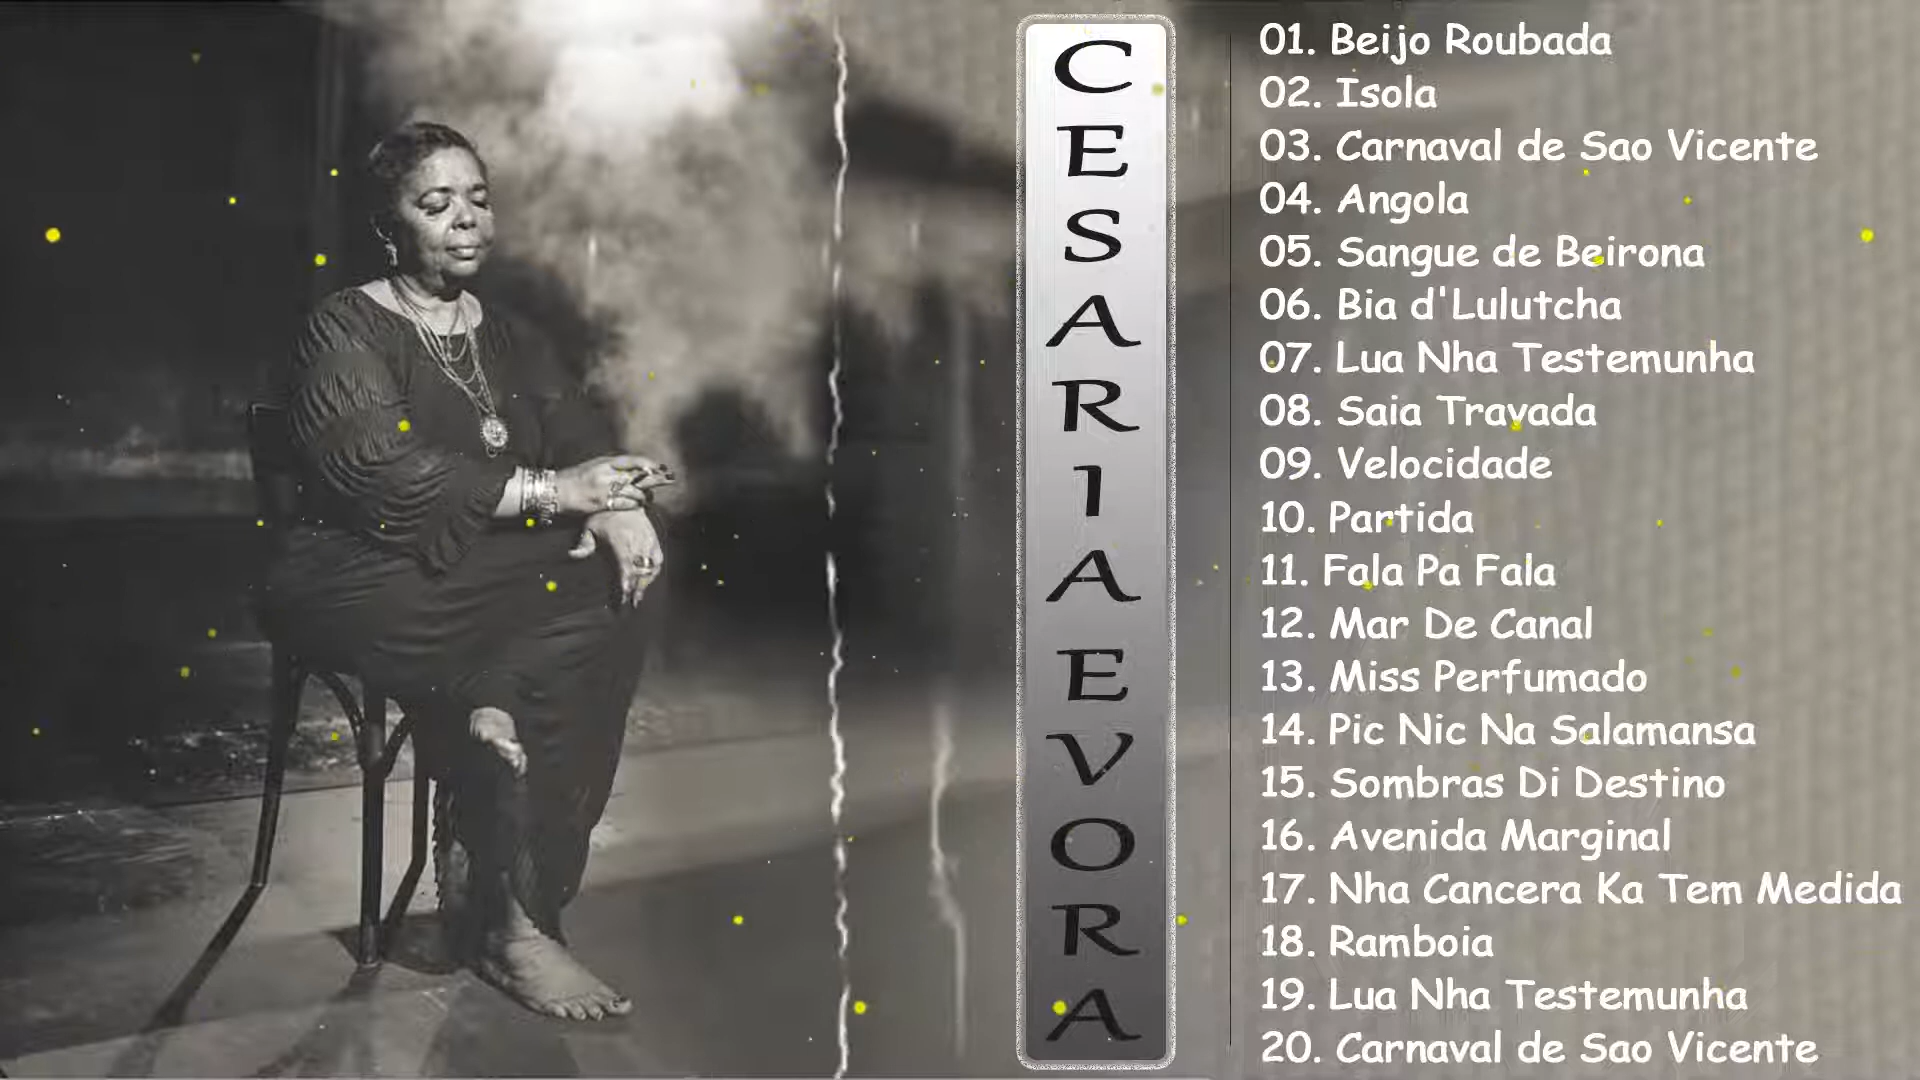 CESARIA EVORA
01. Beijo Roubada
02. Isola
03. Carnaval de Sao Vicente
04. Angola
05. Sangue de Beirona
06. Bia d'Lulutcha
07. Lua Nha Testemunha
08. Saia Travada
09. Velocidade
10. Partida
11. Fala Pa Fala
12. Mar De Canal
13. Miss Perfumado
14. Pic Nic Na Salamansa
15. Sombras Di Destino
16. Avenida Marginal
17. Nha Cancera Ka Tem Medida
18. Ramboia
19. Lua Nha Testemunha
20. Carnaval de Sao Vicente